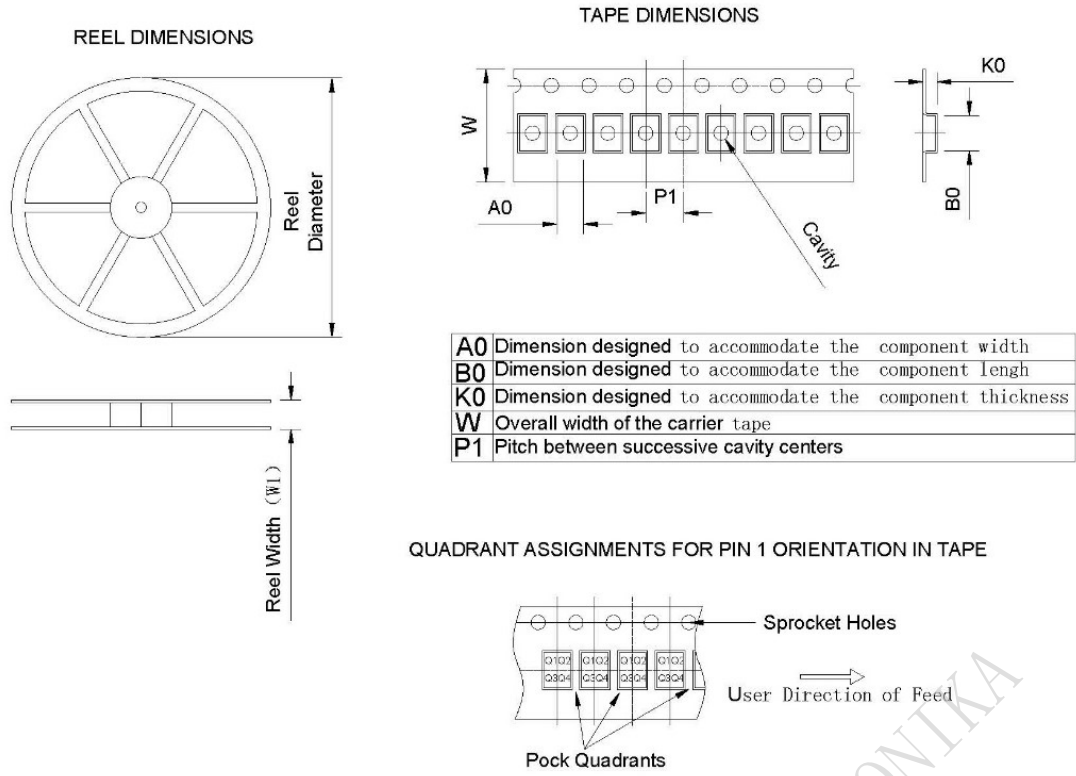 REEL DIMENSIONS
Reel
Diameter
Reel Width (W1)
TAPE DIMENSIONS
W
A0
P1
Cavity
K0
B0
A0 Dimension designed to accommodate the component width
B0 Dimension designed to accommodate the component lengh
K0 Dimension designed to accommodate the component thickness
W Overall width of the carrier tape
P1 Pitch between successive cavity centers
QUADRANT ASSIGNMENTS FOR PIN 1 ORIENTATION IN TAPE
Sprocket Holes
Q1Q2 Q1Q2 Q1Q2 Q1Q2
Q3Q4 Q3Q4 Q3Q4 Q3Q4
User Direction of Feed
Pock Quadrants